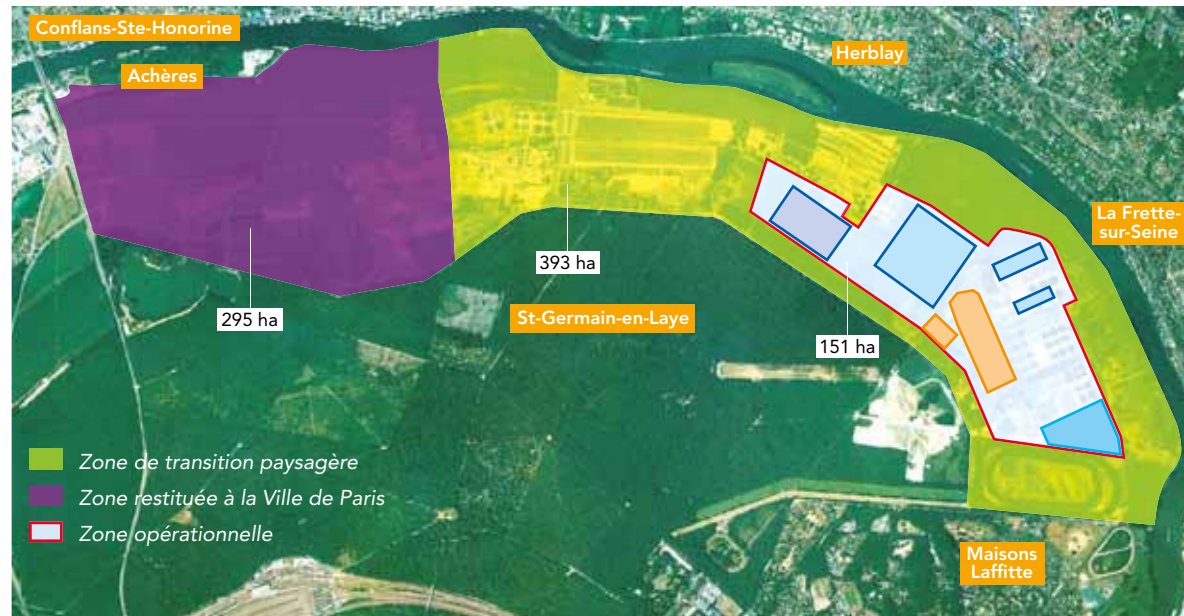 Conflans-Ste-Honorine
Achères
Herblay
La Frette-
sur-Seine
393 ha
295 ha
St-Germain-en-Laye
151 ha
Zone de transition paysagère
Zone restituée à la Ville de Paris
Zone opérationnelle
Maisons
Laffitte